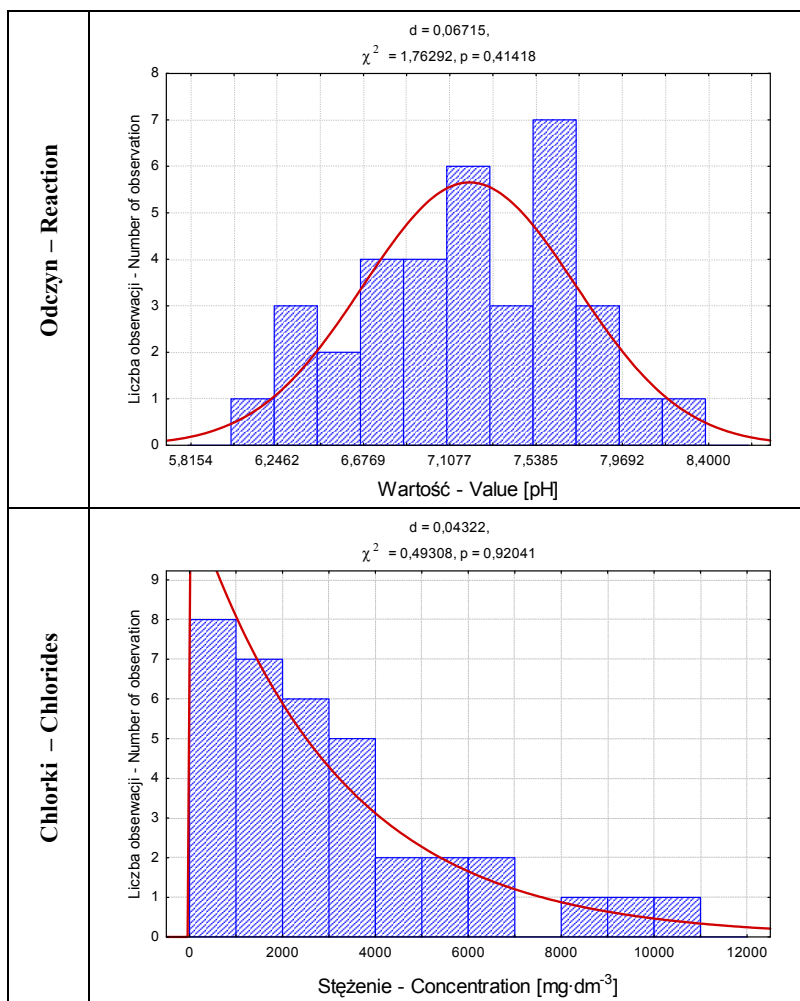 Odczyn – Reaction
d = 0,06715,
χ² = 1,76292, p = 0,41418
Liczba obserwacji - Number of observation
8
7
6
5
4
3
2
1
0
5,8154 6,2462 6,6769 7,1077 7,5385 7,9692 8,4000
Wartość - Value [pH]
Chlorki – Chlorides
d = 0,04322,
χ² = 0,49308, p = 0,92041
Liczba obserwacji - Number of observation
9
8
7
6
5
4
3
2
1
0
0 2000 4000 6000 8000 10000 12000
Stężenie - Concentration [mg·dm⁻³]